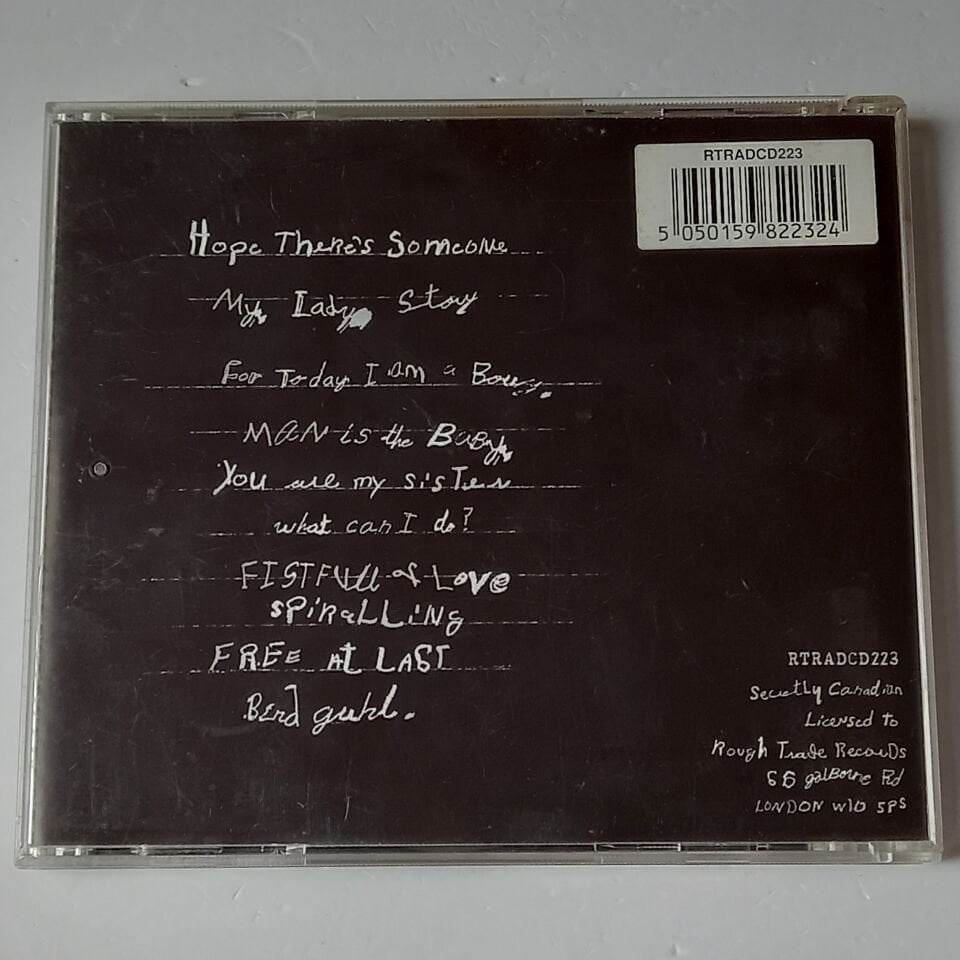 RTRADCD223
5 050159 822324
Hope There's Someone
My Lady Story
For Today I am a Boy
MAN is the Baby
You are my sister
what can I do?
FISTFUll of Love
SPiRaLLiNg
FREE At LAST
Bird guhl.
RTRADCD223
Secretly Canadian
Licensed to
Rough Trade Records
66 golborne Rd
LONDON W10 5PS